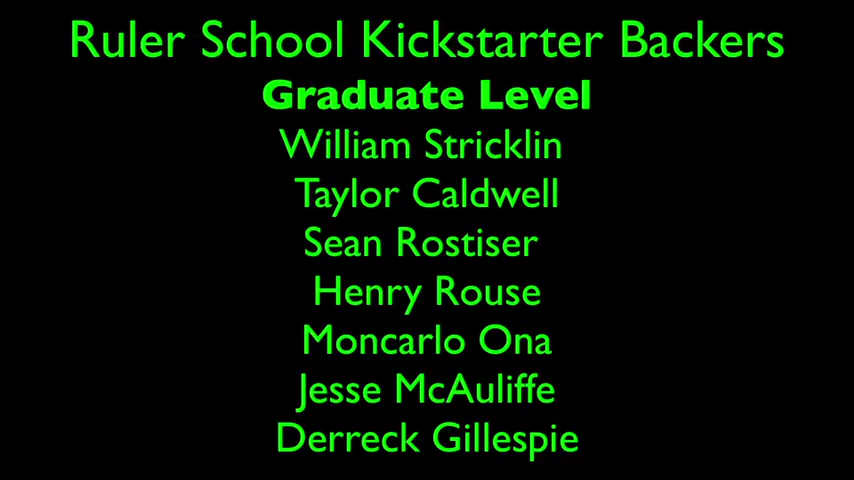 Ruler School Kickstarter Backers
Graduate Level
William Stricklin
Taylor Caldwell
Sean Rostiser
Henry Rouse
Moncarlo Ona
Jesse McAuliffe
Derreck Gillespie